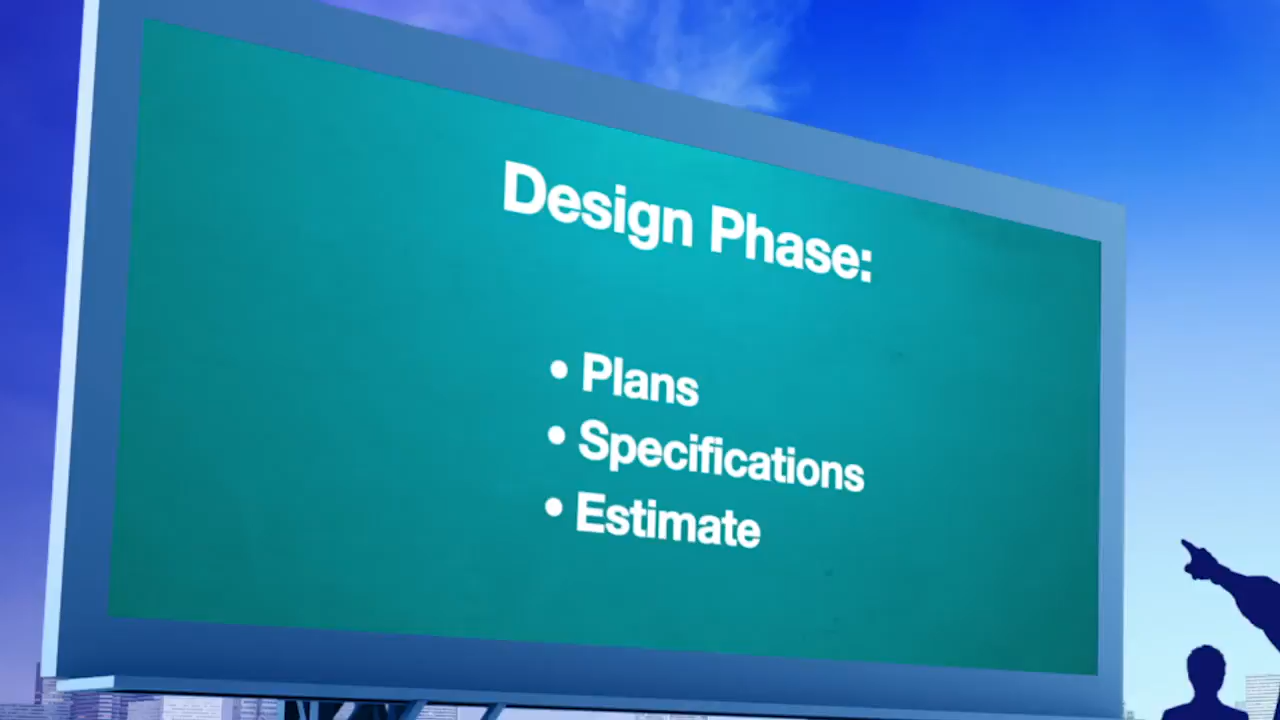 Design Phase:
• Plans
• Specifications
• Estimate